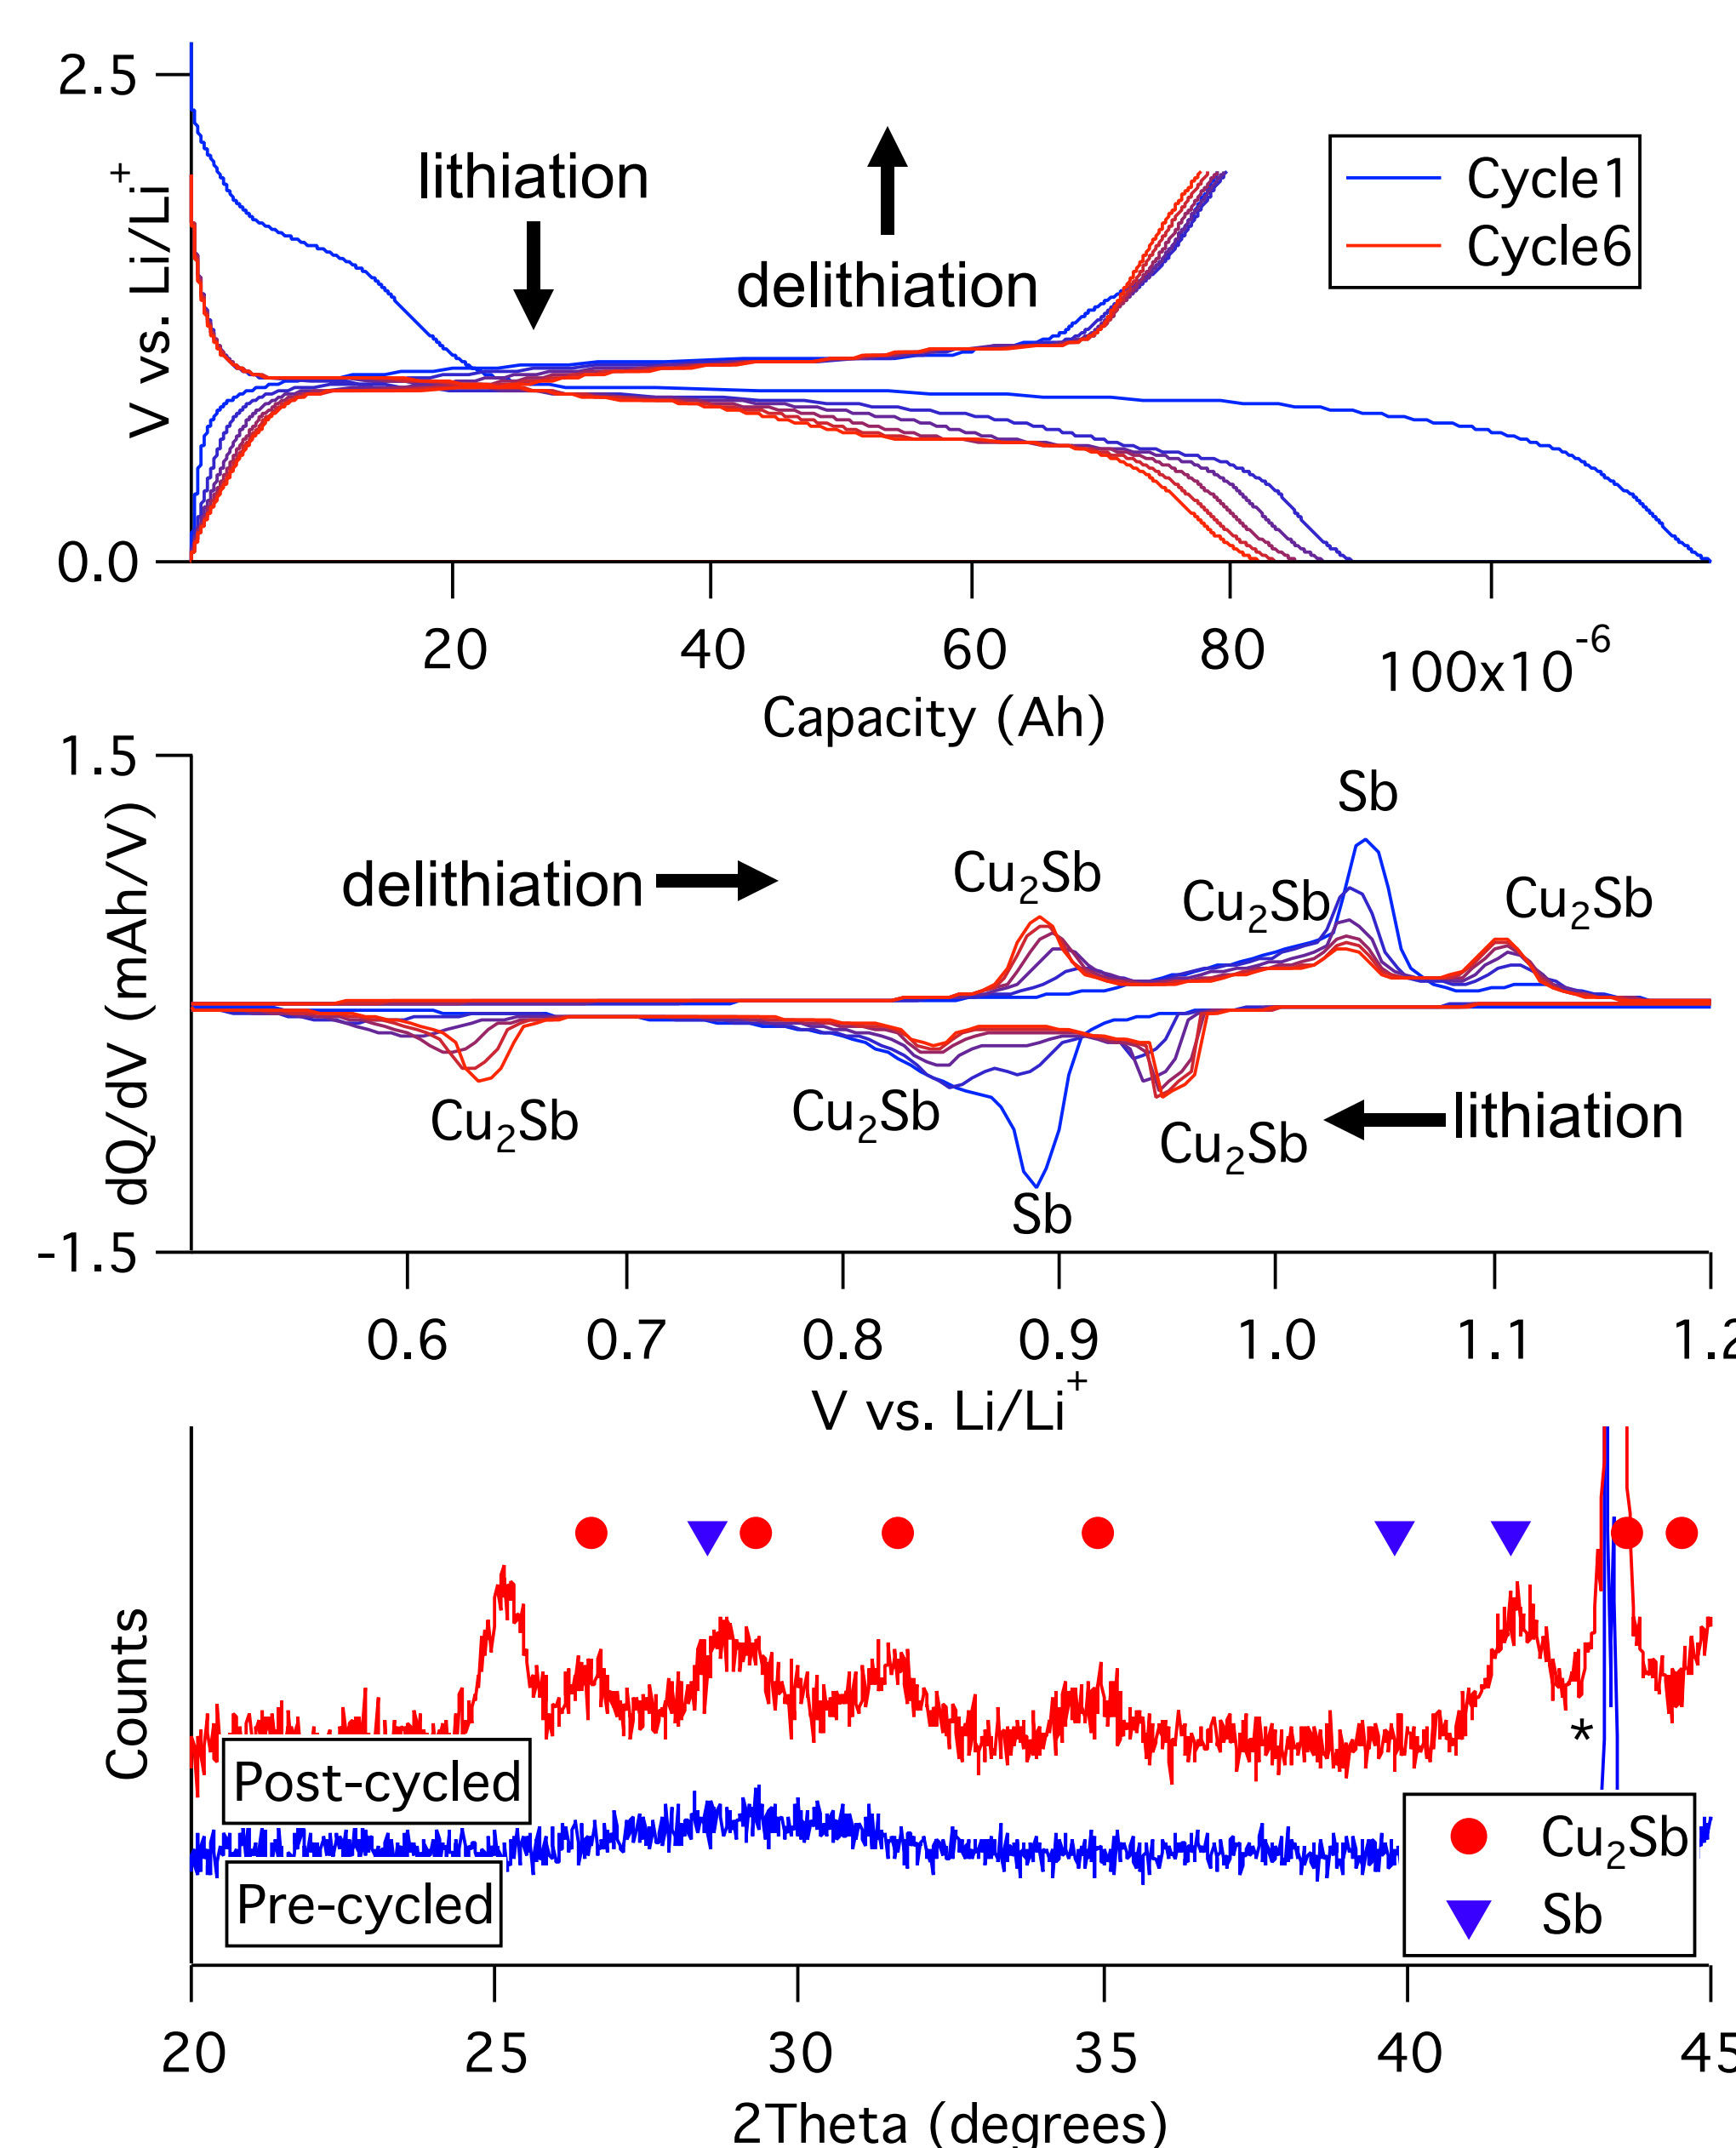 2.5
V vs. Li/Li⁺
0.0
lithiation
delithiation
Cycle1
Cycle6
20 40 60 80 100x10⁻⁶
Capacity (Ah)
1.5
dQ/dV (mAh/V)
-1.5
Sb
delithiation
Cu₂Sb
Cu₂Sb
Cu₂Sb
Cu₂Sb
Cu₂Sb
Cu₂Sb
lithiation
Sb
0.6 0.7 0.8 0.9 1.0 1.1 1.2
V vs. Li/Li⁺
Counts
*
Post-cycled
Pre-cycled
Cu₂Sb
Sb
20 25 30 35 40 45
2Theta (degrees)